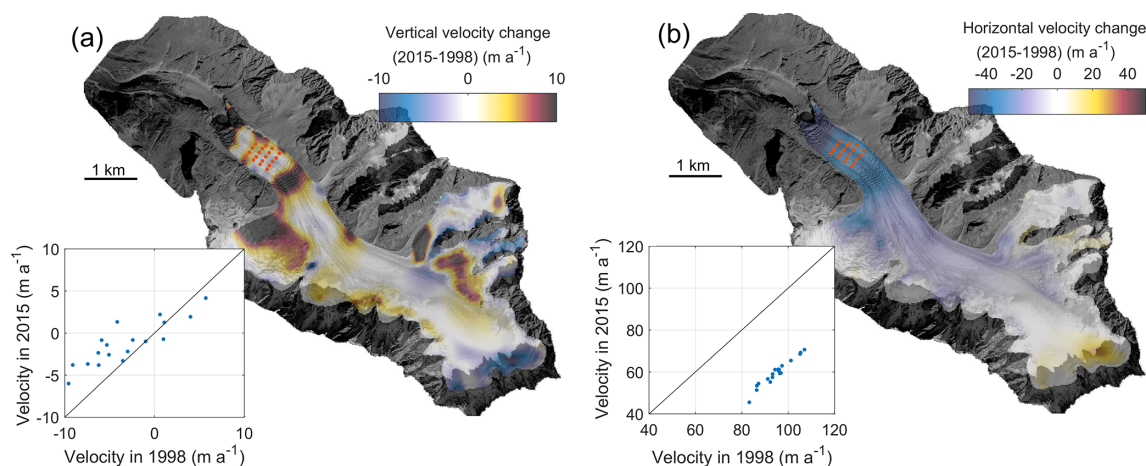 (a)
Vertical velocity change
(2015-1998) (m a⁻¹)
-10 0 10
1 km
Velocity in 2015 (m a⁻¹)
10
5
0
-5
-10
-10 0 10
Velocity in 1998 (m a⁻¹)
(b)
Horizontal velocity change
(2015-1998) (m a⁻¹)
-40 -20 0 20 40
1 km
Velocity in 2015 (m a⁻¹)
120
100
80
60
40
40 60 80 100 120
Velocity in 1998 (m a⁻¹)